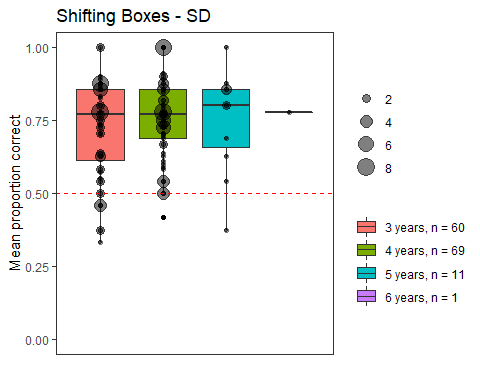 Shifting Boxes - SD
Mean proportion correct
1.00
0.75
0.50
0.25
0.00
2
4
6
8
3 years, n = 60
4 years, n = 69
5 years, n = 11
6 years, n = 1